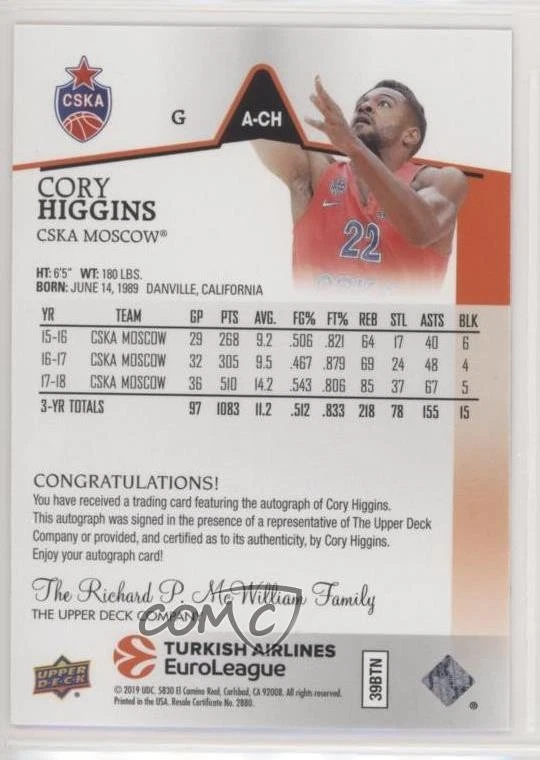 CSKA
G
A-CH
22
CORY
HIGGINS
CSKA MOSCOW®
HT: 6'5" WT: 180 LBS.
BORN: JUNE 14, 1989 DANVILLE, CALIFORNIA
YR TEAM GP PTS AVG. FG% FT% REB STL ASTS BLK
15-16 CSKA MOSCOW 29 268 9.2 .506 .821 64 17 40 6
16-17 CSKA MOSCOW 32 305 9.5 .467 .879 69 24 48 4
17-18 CSKA MOSCOW 36 510 14.2 .543 .806 85 37 67 5
3-YR TOTALS 97 1083 11.2 .512 .833 218 78 155 15
CONGRATULATIONS!
You have received a trading card featuring the autograph of Cory Higgins.
This autograph was signed in the presence of a representative of The Upper Deck
Company or provided, and certified as to its authenticity, by Cory Higgins.
Enjoy your autograph card!
The Richard P. McWilliam Family
THE UPPER DECK COMPANY
COMC
TURKISH AIRLINES
EuroLeague
UPPER
DECK
© 2019 UDC. 5830 El Camino Real, Carlsbad, CA 92008. All rights reserved.
Printed in the USA. Resale Certificate No. 2880.
39BTN
®